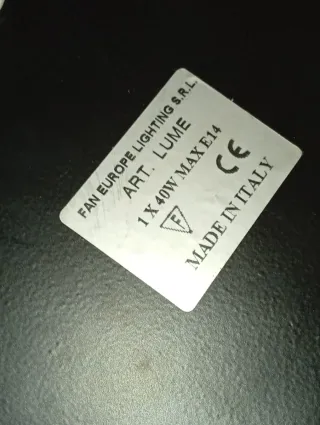 FAN EUROPE LIGHTING S.R.L.
ART. LUME
1 X 40W MAX E14
F CE
MADE IN ITALY